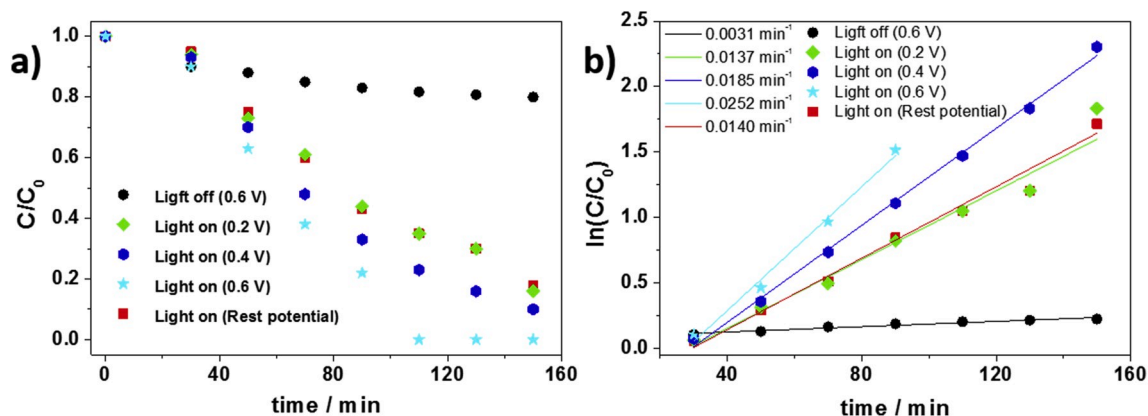 a)
C/C₀
1.0
0.8
0.6
0.4
0.2
0.0
Ligft off (0.6 V)
Light on (0.2 V)
Light on (0.4 V)
Light on (0.6 V)
Light on (Rest potential)
0 40 80 120 160
time / min
b)
ln(C/C₀)
2.5
2.0
1.5
1.0
0.5
0.0
0.0031 min⁻¹ Ligft off (0.6 V)
0.0137 min⁻¹ Light on (0.2 V)
0.0185 min⁻¹ Light on (0.4 V)
0.0252 min⁻¹ Light on (0.6 V)
0.0140 min⁻¹ Light on (Rest potential)
40 80 120 160
time / min